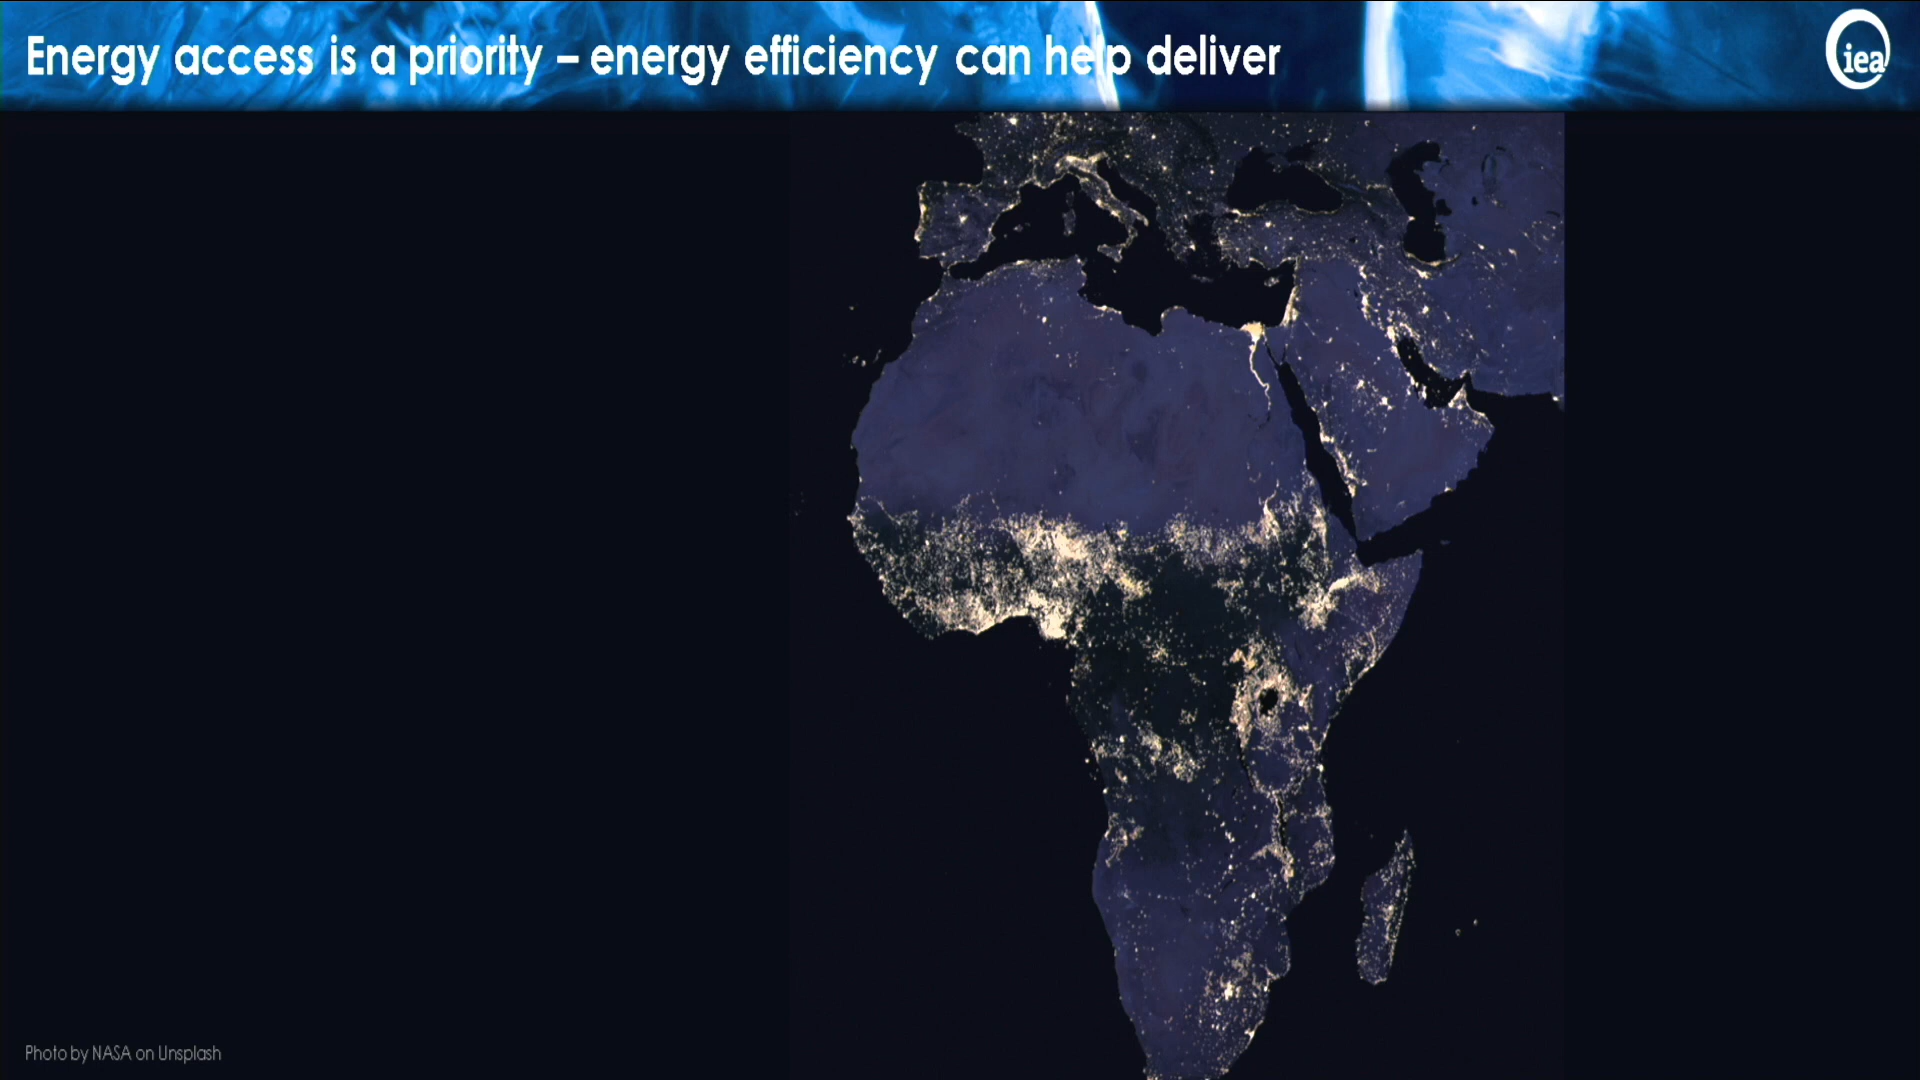 Energy access is a priority – energy efficiency can help deliver
iea
Photo by NASA on Unsplash